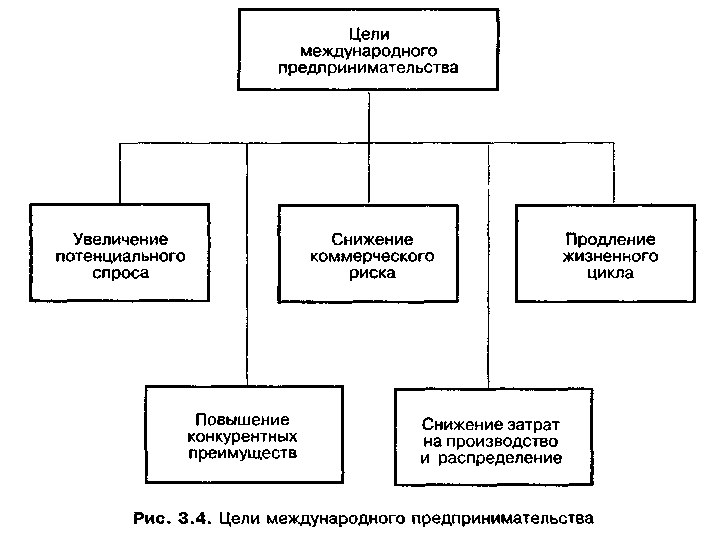 Цели
международного
предпринимательства
Увеличение
потенциального
спроса
Снижение
коммерческого
риска
Продление
жизненного
цикла
Повышение
конкурентных
преимуществ
Снижение затрат
на производство
и распределение
Рис. 3.4. Цели международного предпринимательства